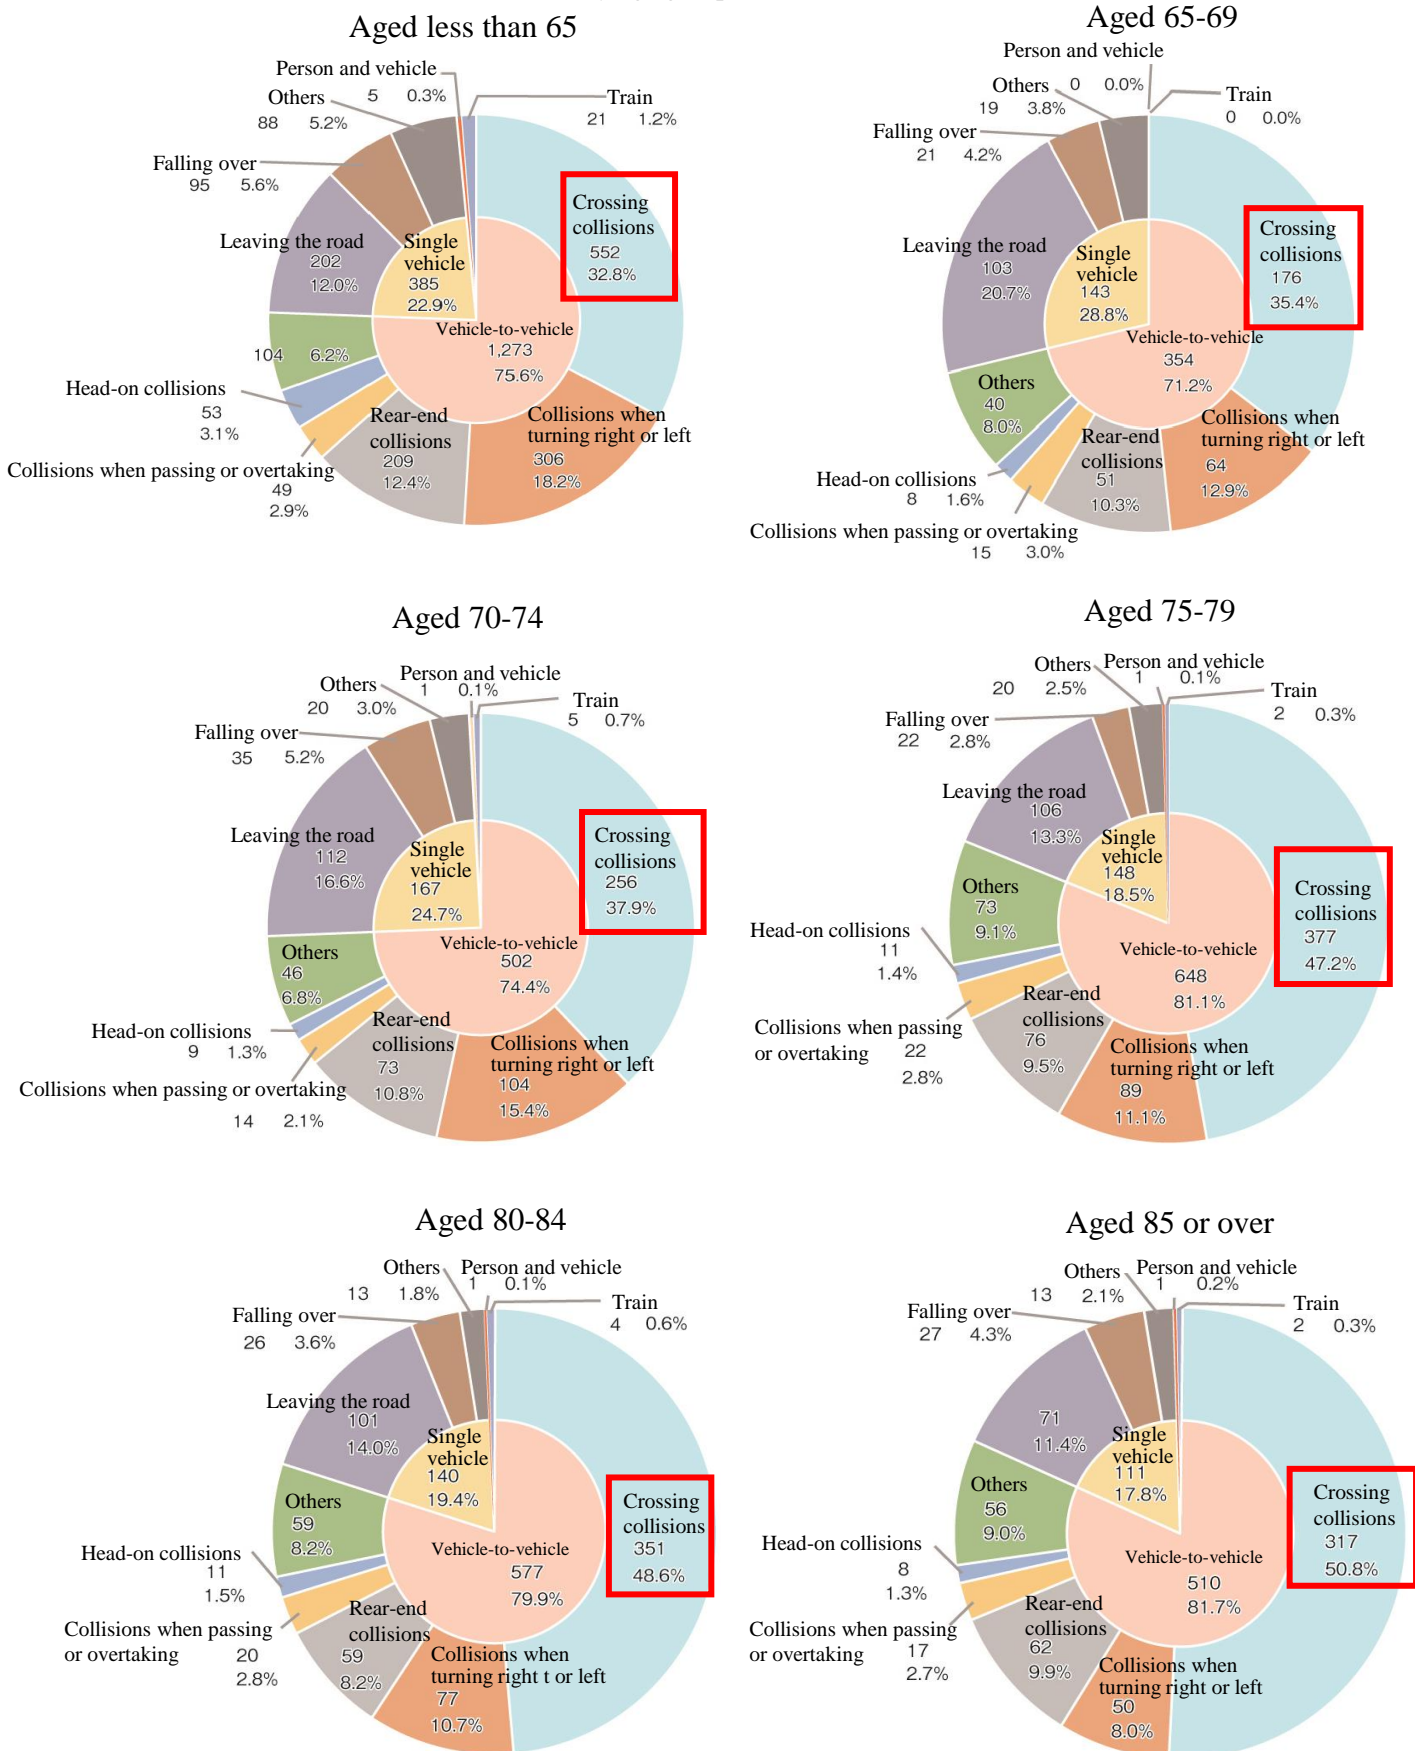 Aged less than 65
Person and vehicle
5 0.3%
Others
88 5.2%
Train
21 1.2%
Falling over
95 5.6%
Crossing
collisions
552
32.8%
Leaving the road
202
12.0%
Single
vehicle
385
22.9%
Vehicle-to-vehicle
1,273
75.6%
104 6.2%
Head-on collisions
53
3.1%
Rear-end
collisions
209
12.4%
Collisions when
turning right or left
306
18.2%
Collisions when passing or overtaking
49
2.9%
Aged 65-69
Person and vehicle
0 0.0%
Others
19 3.8%
Train
0 0.0%
Falling over
21 4.2%
Crossing
collisions
176
35.4%
Leaving the road
103
20.7%
Single
vehicle
143
28.8%
Vehicle-to-vehicle
354
71.2%
Others
40
8.0%
Rear-end
collisions
51
10.3%
Collisions when
turning right or left
64
12.9%
Head-on collisions
8 1.6%
Collisions when passing or overtaking
15 3.0%
Aged 70-74
Person and vehicle
1 0.1%
Others
20 3.0%
Train
5 0.7%
Falling over
35 5.2%
Leaving the road
112
16.6%
Single
vehicle
167
24.7%
Crossing
collisions
256
37.9%
Vehicle-to-vehicle
502
74.4%
Others
46
6.8%
Head-on collisions
9 1.3%
Rear-end
collisions
73
10.8%
Collisions when
turning right or left
104
15.4%
Collisions when passing or overtaking
14 2.1%
Aged 75-79
Person and vehicle
1 0.1%
Others
20 2.5%
Train
2 0.3%
Falling over
22 2.8%
Leaving the road
106
13.3%
Single
vehicle
148
18.5%
Crossing
collisions
377
47.2%
Others
73
9.1%
Vehicle-to-vehicle
648
81.1%
Head-on collisions
11
1.4%
Rear-end
collisions
76
9.5%
Collisions when passing
or overtaking
22
2.8%
Collisions when
turning right or left
89
11.1%
Aged 80-84
Others
13 1.8%
Person and vehicle
1 0.1%
Train
4 0.6%
Falling over
26 3.6%
Leaving the road
101
14.0%
Single
vehicle
140
19.4%
Crossing
collisions
351
48.6%
Others
59
8.2%
Vehicle-to-vehicle
577
79.9%
Head-on collisions
11
1.5%
Rear-end
collisions
59
8.2%
Collisions when passing
or overtaking
20
2.8%
Collisions when
turning right t or left
77
10.7%
Aged 85 or over
Others
13 2.1%
Person and vehicle
1 0.2%
Train
2 0.3%
Falling over
27 4.3%
71
11.4%
Single
vehicle
111
17.8%
Crossing
collisions
317
50.8%
Others
56
9.0%
Vehicle-to-vehicle
510
81.7%
Head-on collisions
8
1.3%
Rear-end
collisions
62
9.9%
Collisions when passing
or overtaking
17
2.7%
Collisions when
turning right or left
50
8.0%